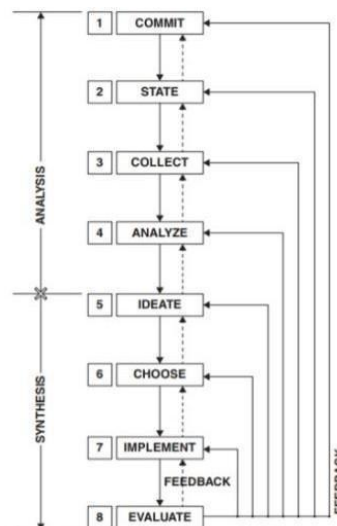 1 COMMIT
2 STATE
3 COLLECT
ANALYSIS
4 ANALYZE
5 IDEATE
6 CHOOSE
SYNTHESIS
7 IMPLEMENT
FEEDBACK
8 EVALUATE
FEEDBACK